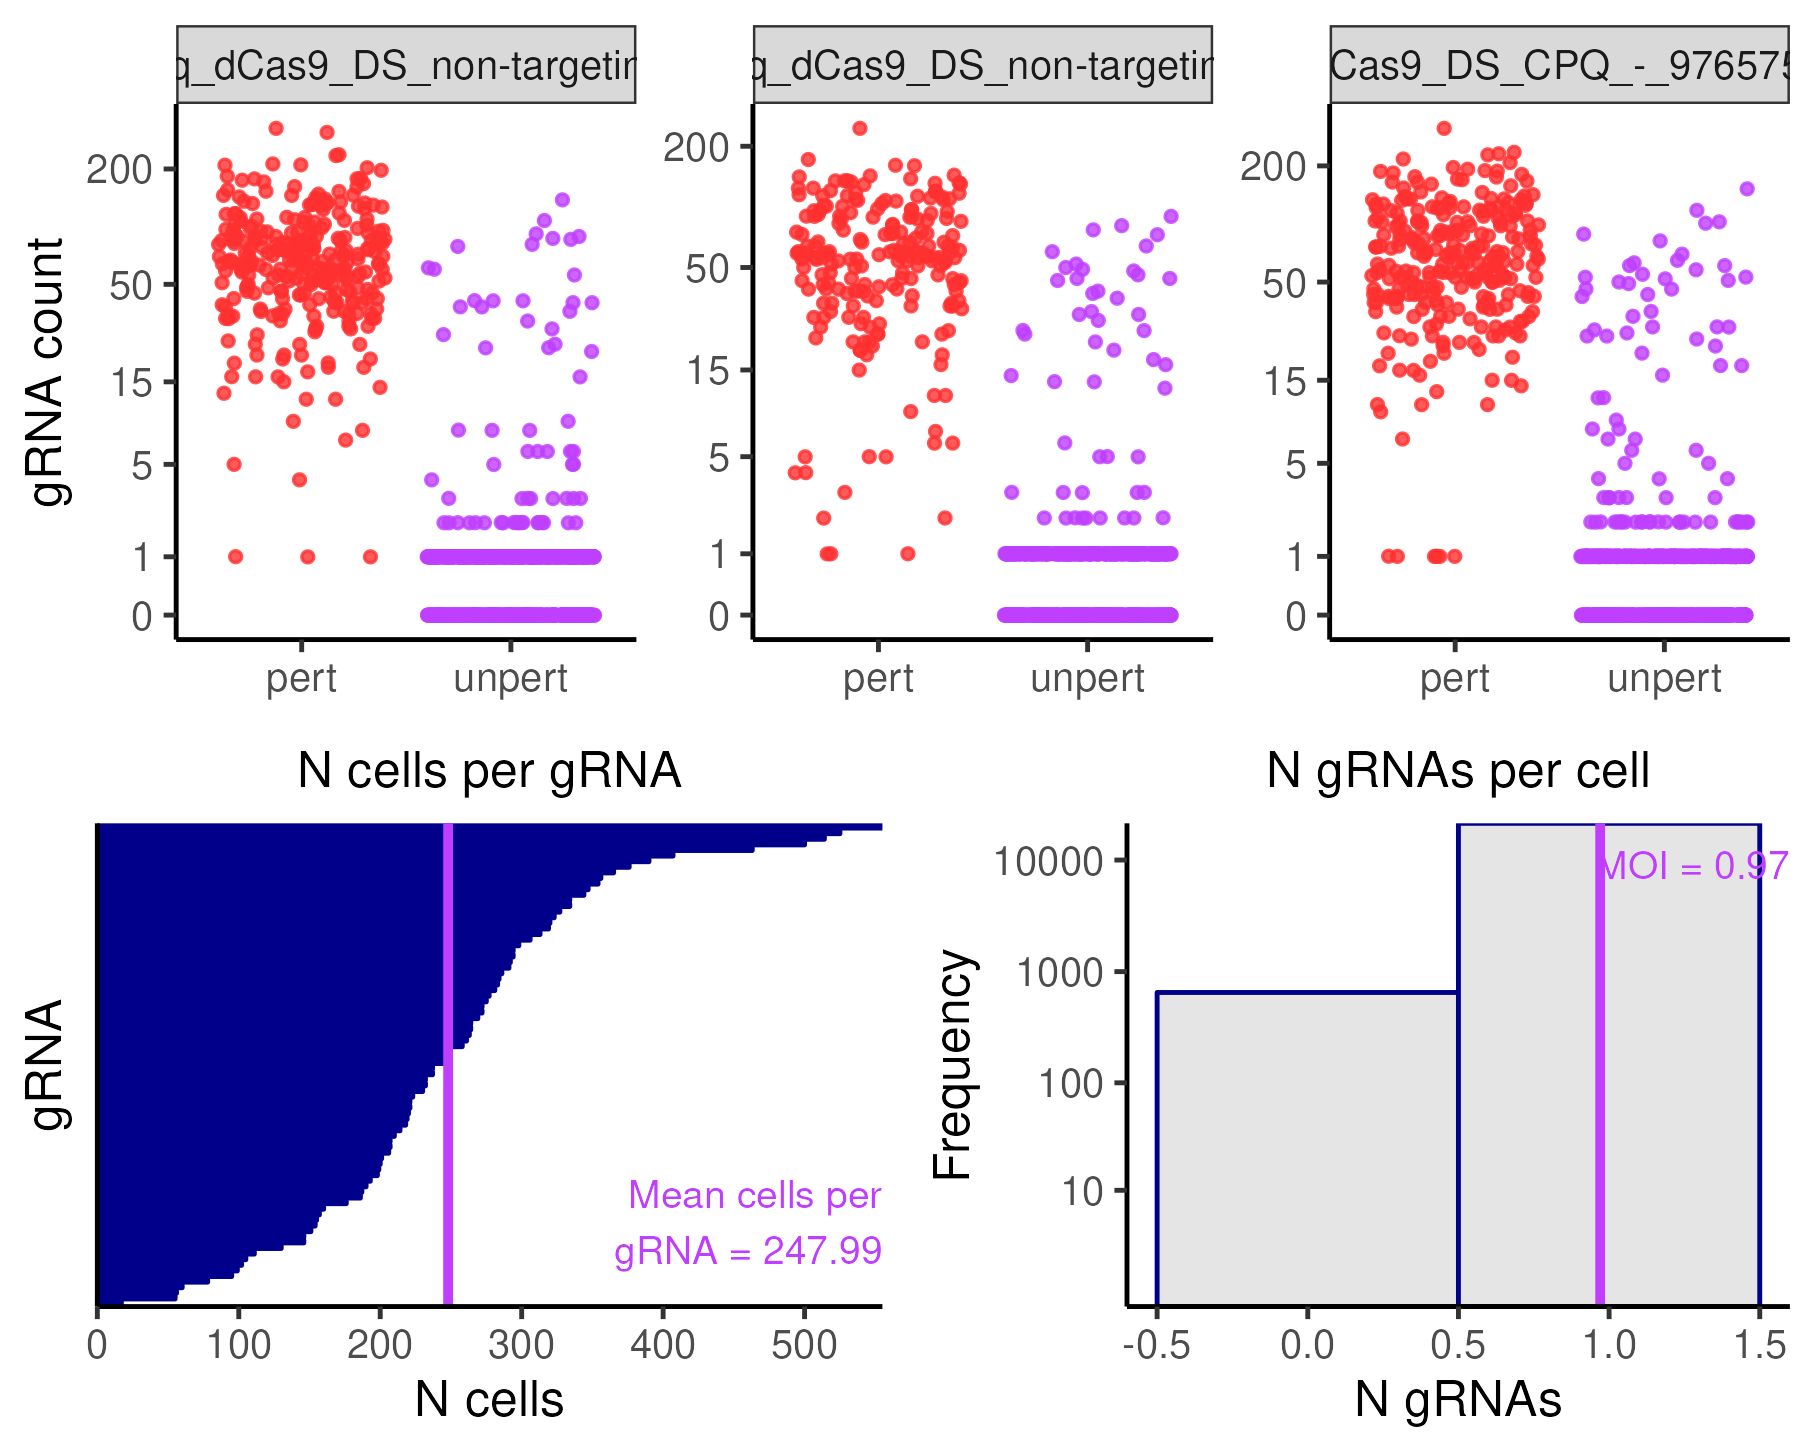 q_dCas9_DS_non-targetin
q_dCas9_DS_non-targetin
Cas9_DS_CPQ_-_976575
gRNA count
200
50
15
5
1
0
pert
unpert
200
50
15
5
1
0
pert
unpert
200
50
15
5
1
0
pert
unpert
N cells per gRNA
gRNA
Mean cells per
gRNA = 247.99
0
100
200
300
400
500
N cells
N gRNAs per cell
Frequency
10000
1000
100
10
MOI = 0.97
-0.5
0.0
0.5
1.0
1.5
N gRNAs